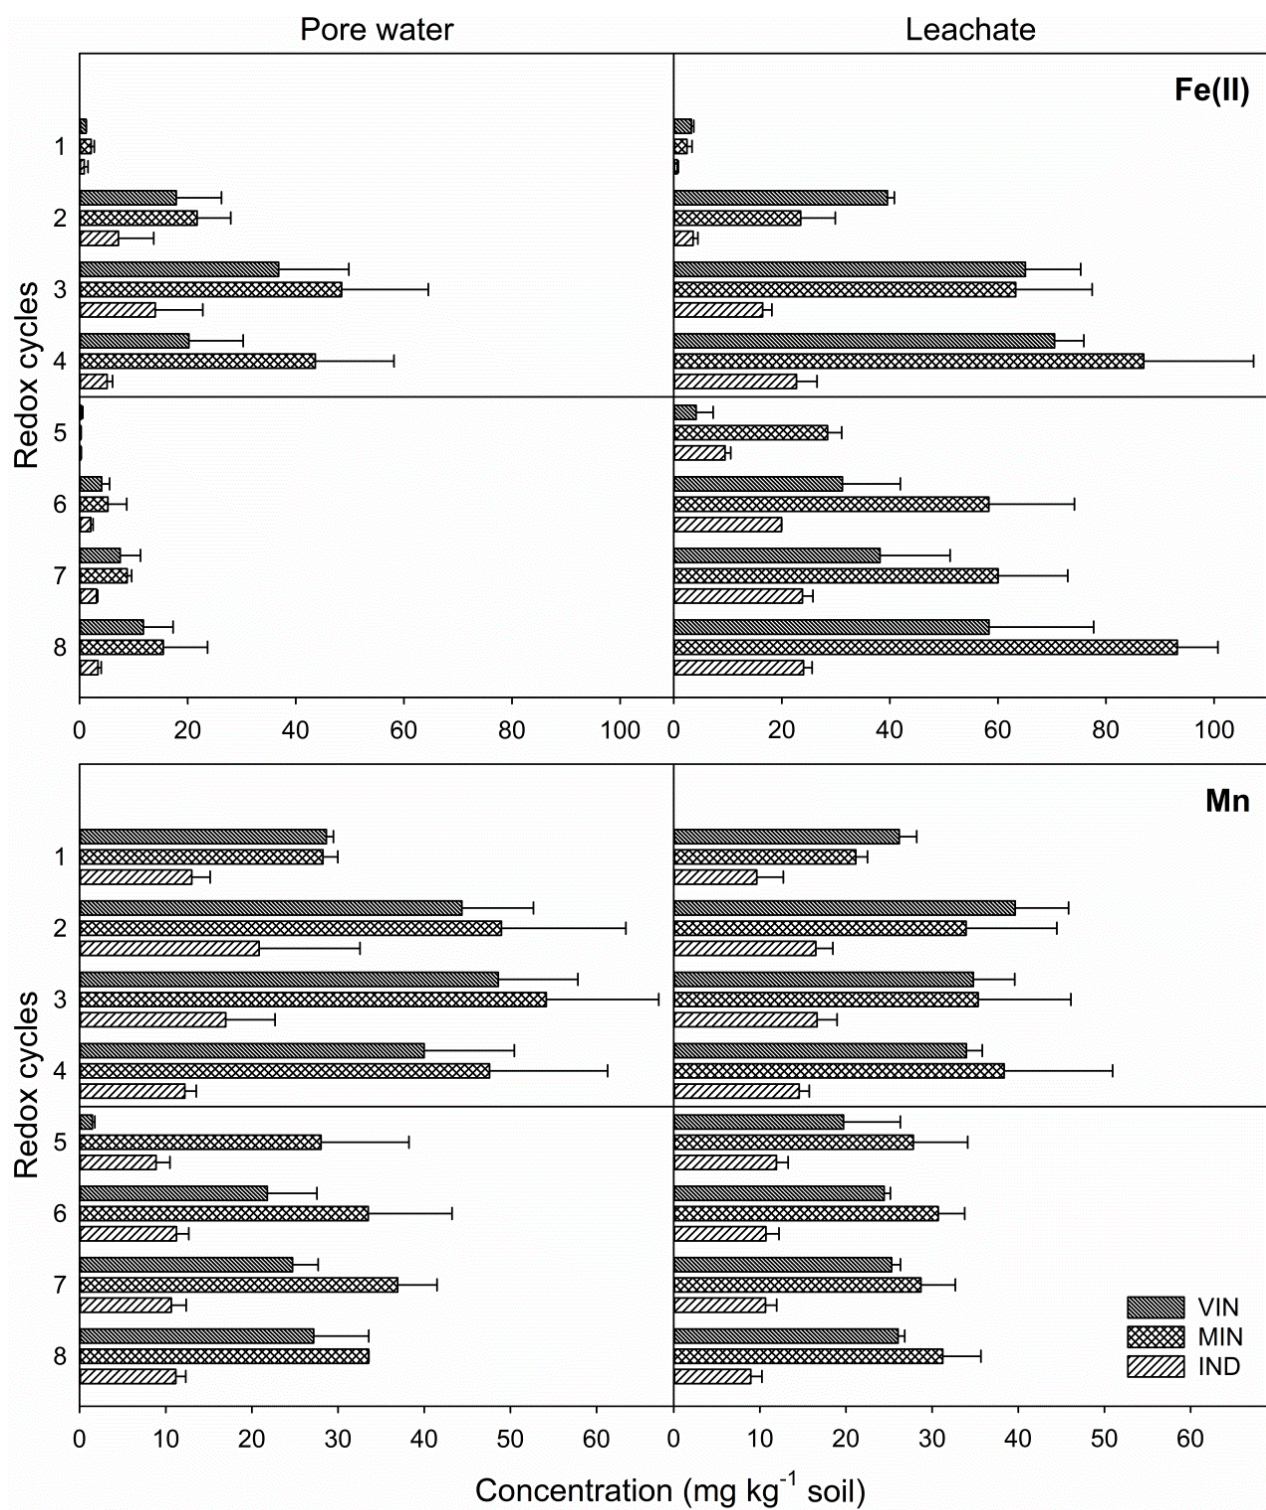 Pore water Leachate
Fe(II)
Redox cycles
1
2
3
4
5
6
7
8
0 20 40 60 80 100 0 20 40 60 80 100
Mn
Redox cycles
1
2
3
4
5
6
7
8
VIN
MIN
IND
0 10 20 30 40 50 60 0 10 20 30 40 50 60
Concentration (mg kg⁻¹ soil)